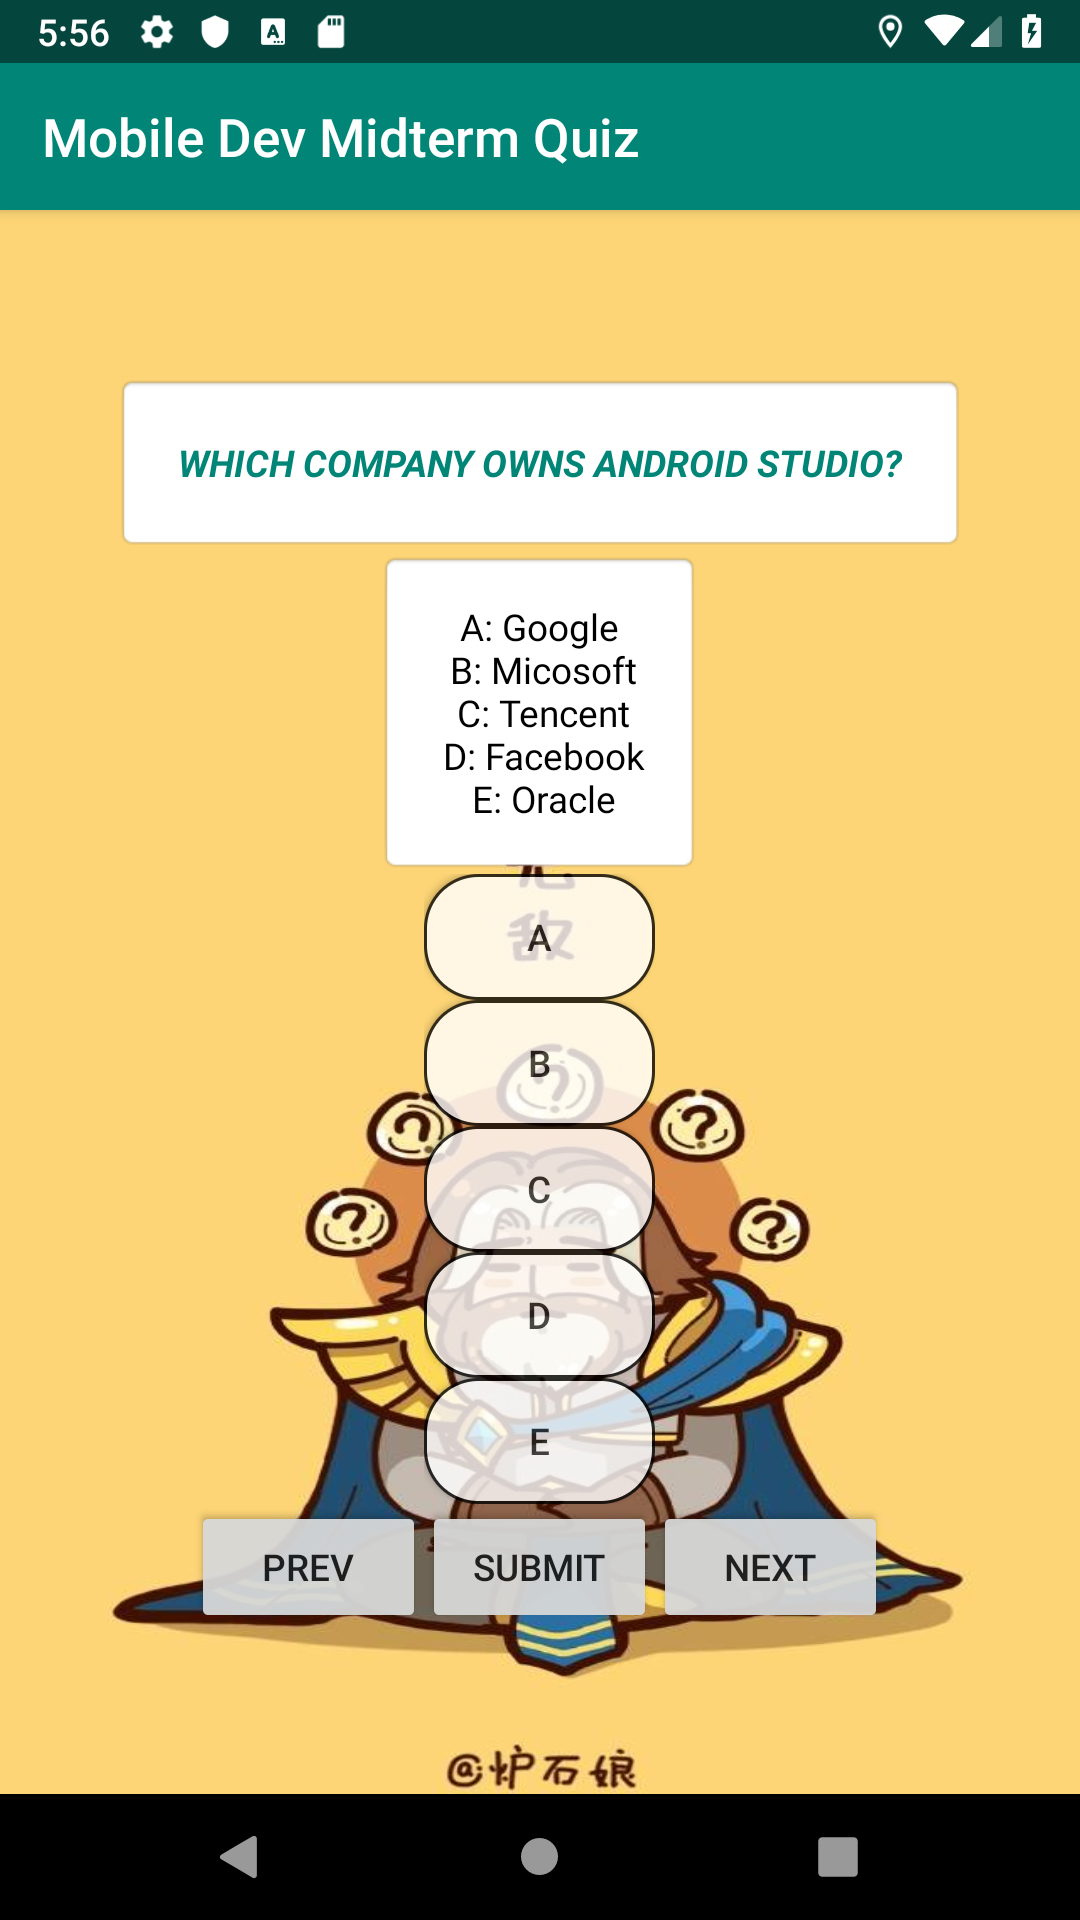 5:56
Mobile Dev Midterm Quiz
WHICH COMPANY OWNS ANDROID STUDIO?
A: Google
B: Micosoft
C: Tencent
D: Facebook
E: Oracle
敌
A
B
C
D
E
PREV SUBMIT NEXT
@炉石娘